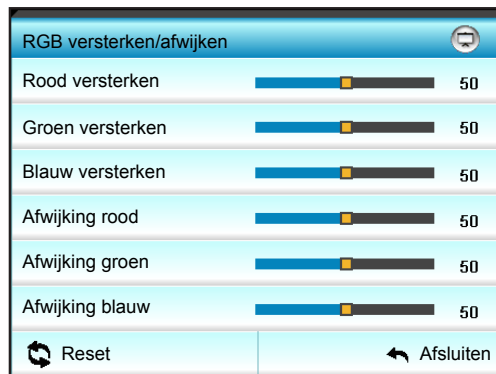 RGB versterken/afwijken
Rood versterken 50
Groen versterken 50
Blauw versterken 50
Afwijking rood 50
Afwijking groen 50
Afwijking blauw 50
Reset Afsluiten